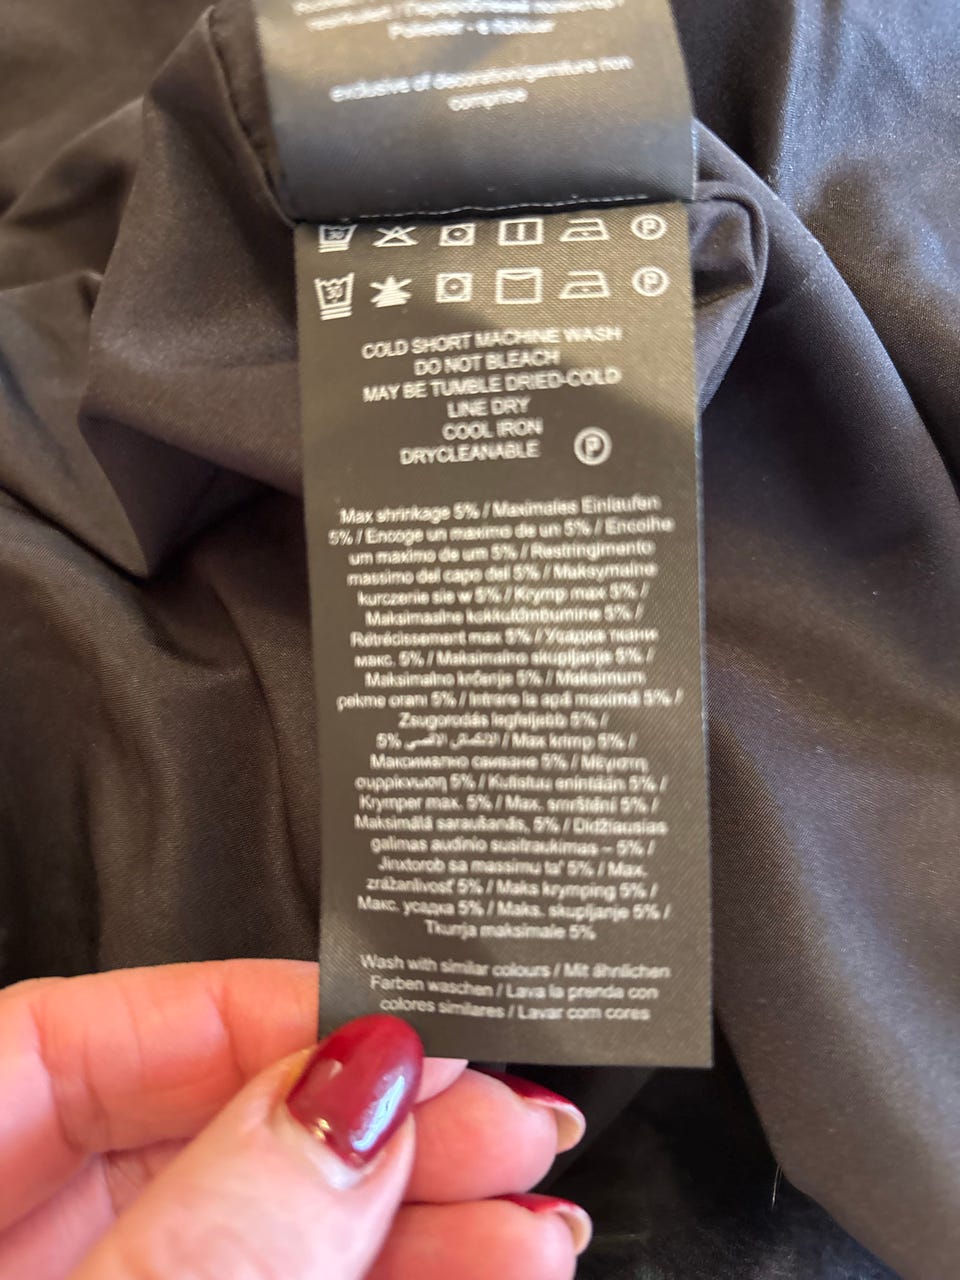 Polyester
exclusive of decoration/garniture non
comprise
30 P
30 P
COLD SHORT MACHINE WASH
DO NOT BLEACH
MAY BE TUMBLE DRIED-COLD
LINE DRY
COOL IRON
DRYCLEANABLE P
Max shrinkage 5% / Maximales Einlaufen
5% / Encoge un maximo de un 5% / Encolhe
um maximo de um 5% / Restringimento
massimo del capo del 5% / Maksymalne
kurczenie sie w 5% / Krymp max 5% /
Maksimaalne kokkutõmbumine 5% /
Rétrécissement max 5% / Усадка ткани
макс. 5% / Maksimalno skupljanje 5% /
Maksimalno krčenje 5% / Maksimum
çekme oranı 5% / Intrare la apă maximă 5% /
Zsugorodás legfeljebb 5% /
5% الانكماش الاقصى / Max krimp 5% /
Максимално свиване 5% / Μέγιστη
συρρίκνωση 5% / Kutistuu enintään 5% /
Krymper max. 5% / Max. smrštění 5% /
Maksimālā saraušanās, 5% / Didžiausias
galimas audinio susitraukimas – 5% /
Jinxtorob sa massimu ta' 5% / Max.
zrážanlivosť 5% / Maks krymping 5% /
Макс. усадка 5% / Maks. skupljanje 5% /
Tkurrja maksimale 5%
Wash with similar colours / Mit ähnlichen
Farben waschen / Lava la prenda con
colores similares / Lavar com cores